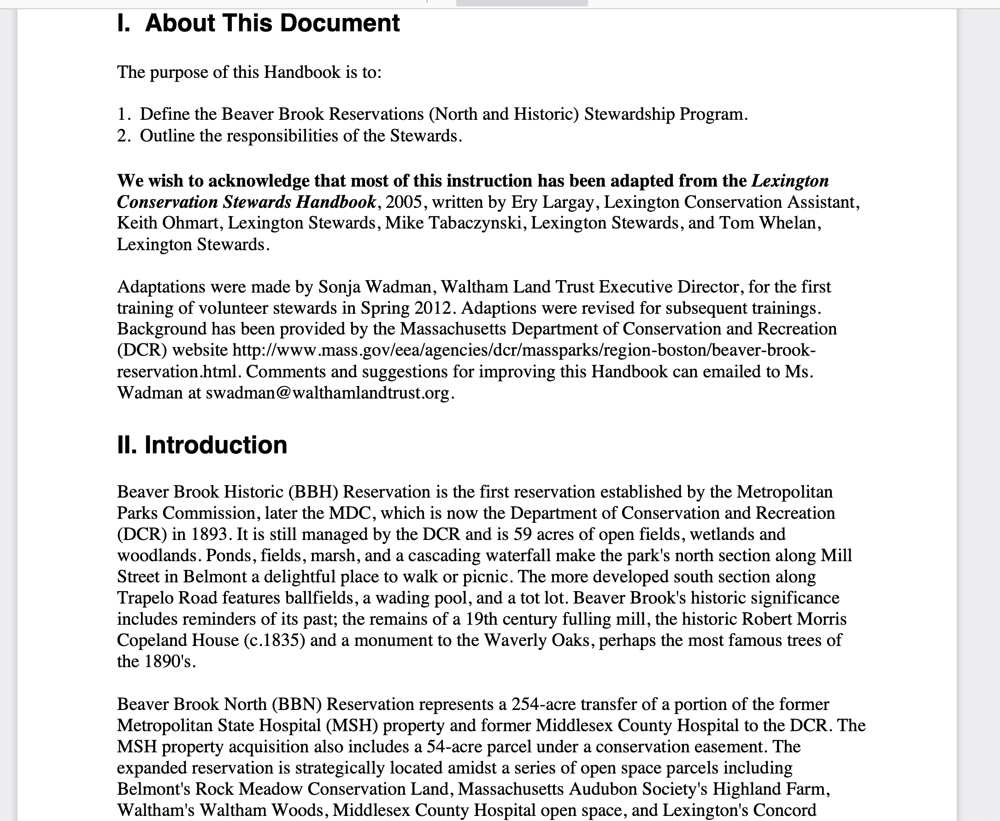 I. About This Document
The purpose of this Handbook is to:
1. Define the Beaver Brook Reservations (North and Historic) Stewardship Program.
2. Outline the responsibilities of the Stewards.
We wish to acknowledge that most of this instruction has been adapted from the Lexington
Conservation Stewards Handbook, 2005, written by Ery Largay, Lexington Conservation Assistant,
Keith Ohmart, Lexington Stewards, Mike Tabaczynski, Lexington Stewards, and Tom Whelan,
Lexington Stewards.
Adaptations were made by Sonja Wadman, Waltham Land Trust Executive Director, for the first
training of volunteer stewards in Spring 2012. Adaptions were revised for subsequent trainings.
Background has been provided by the Massachusetts Department of Conservation and Recreation
(DCR) website http://www.mass.gov/eea/agencies/dcr/massparks/region-boston/beaver-brook-
reservation.html. Comments and suggestions for improving this Handbook can emailed to Ms.
Wadman at swadman@walthamlandtrust.org.
II. Introduction
Beaver Brook Historic (BBH) Reservation is the first reservation established by the Metropolitan
Parks Commission, later the MDC, which is now the Department of Conservation and Recreation
(DCR) in 1893. It is still managed by the DCR and is 59 acres of open fields, wetlands and
woodlands. Ponds, fields, marsh, and a cascading waterfall make the park's north section along Mill
Street in Belmont a delightful place to walk or picnic. The more developed south section along
Trapelo Road features ballfields, a wading pool, and a tot lot. Beaver Brook's historic significance
includes reminders of its past; the remains of a 19th century fulling mill, the historic Robert Morris
Copeland House (c.1835) and a monument to the Waverly Oaks, perhaps the most famous trees of
the 1890's.
Beaver Brook North (BBN) Reservation represents a 254-acre transfer of a portion of the former
Metropolitan State Hospital (MSH) property and former Middlesex County Hospital to the DCR. The
MSH property acquisition also includes a 54-acre parcel under a conservation easement. The
expanded reservation is strategically located amidst a series of open space parcels including
Belmont's Rock Meadow Conservation Land, Massachusetts Audubon Society's Highland Farm,
Waltham's Waltham Woods, Middlesex County Hospital open space, and Lexington's Concord